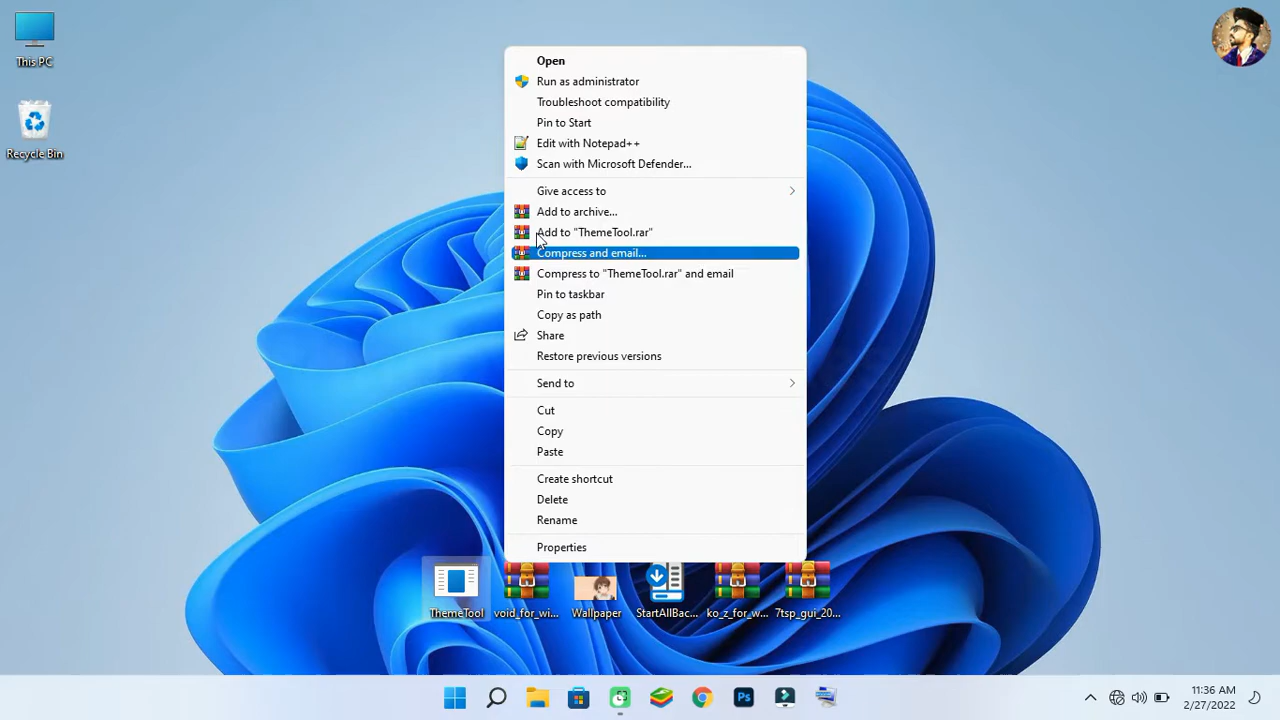 This PC
Recycle Bin
Open
Run as administrator
Troubleshoot compatibility
Pin to Start
Edit with Notepad++
Scan with Microsoft Defender...
Give access to
Add to archive...
Add to "ThemeTool.rar"
Compress and email...
Compress to "ThemeTool.rar" and email
Pin to taskbar
Copy as path
Share
Restore previous versions
Send to
Cut
Copy
Paste
Create shortcut
Delete
Rename
Properties
ThemeTool
void_for_wi...
Wallpaper
StartAllBac...
ko_z_for_w...
7tsp_gui_20...
Ps
11:36 AM
2/27/2022